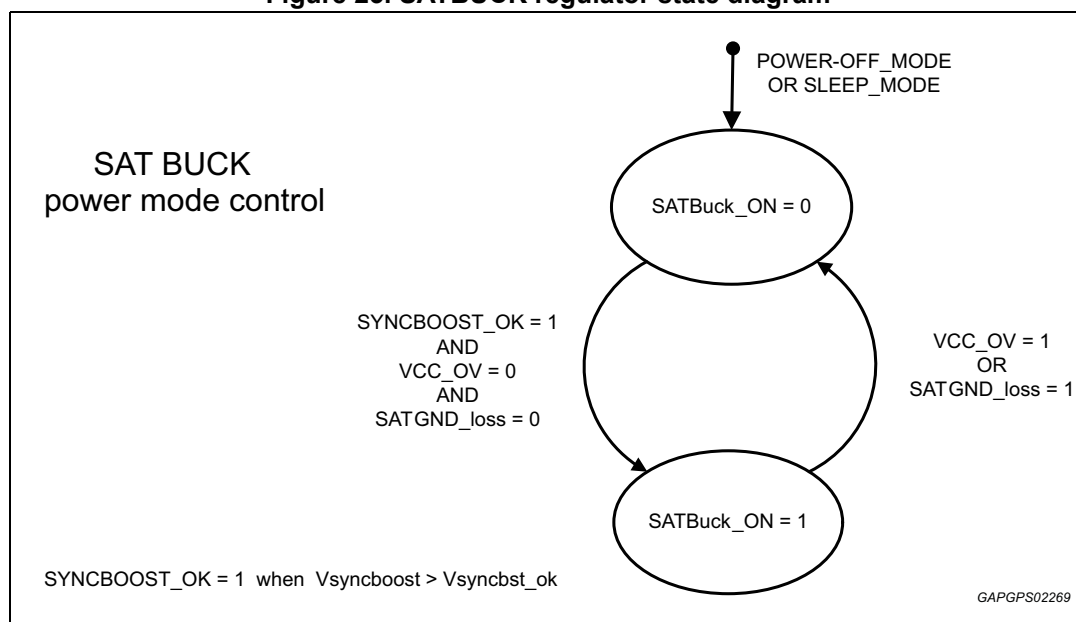 POWER-OFF_MODE
OR SLEEP_MODE
SAT BUCK
power mode control
SATBuck_ON = 0
SYNCBOOST_OK = 1
AND
VCC_OV = 0
AND
SATGND_loss = 0
VCC_OV = 1
OR
SATGND_loss = 1
SATBuck_ON = 1
SYNCBOOST_OK = 1 when Vsyncboost > Vsyncbst_ok
GAPGPS02269